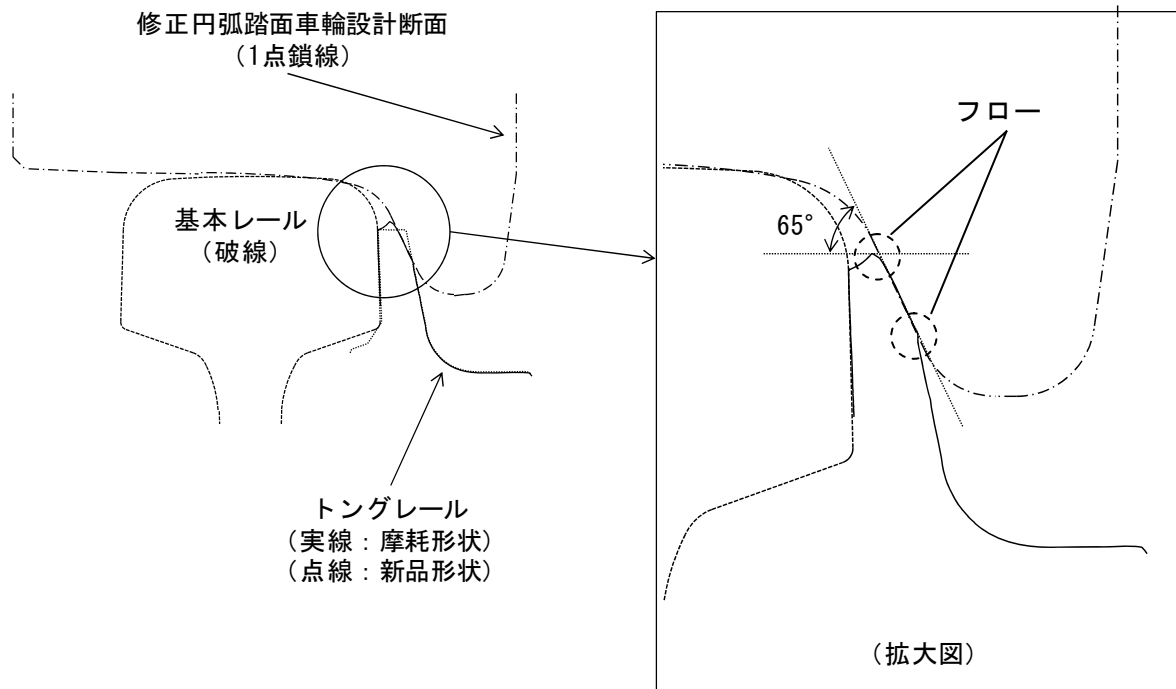 修正円弧踏面車輪設計断面
(1点鎖線)
基本レール
(破線)
トングレール
(実線：摩耗形状)
(点線：新品形状)
フロー
65°
(拡大図)